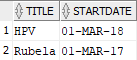 TITLE STARTDATE
1 HPV 01-MAR-18
2 Rubela 01-MAR-17